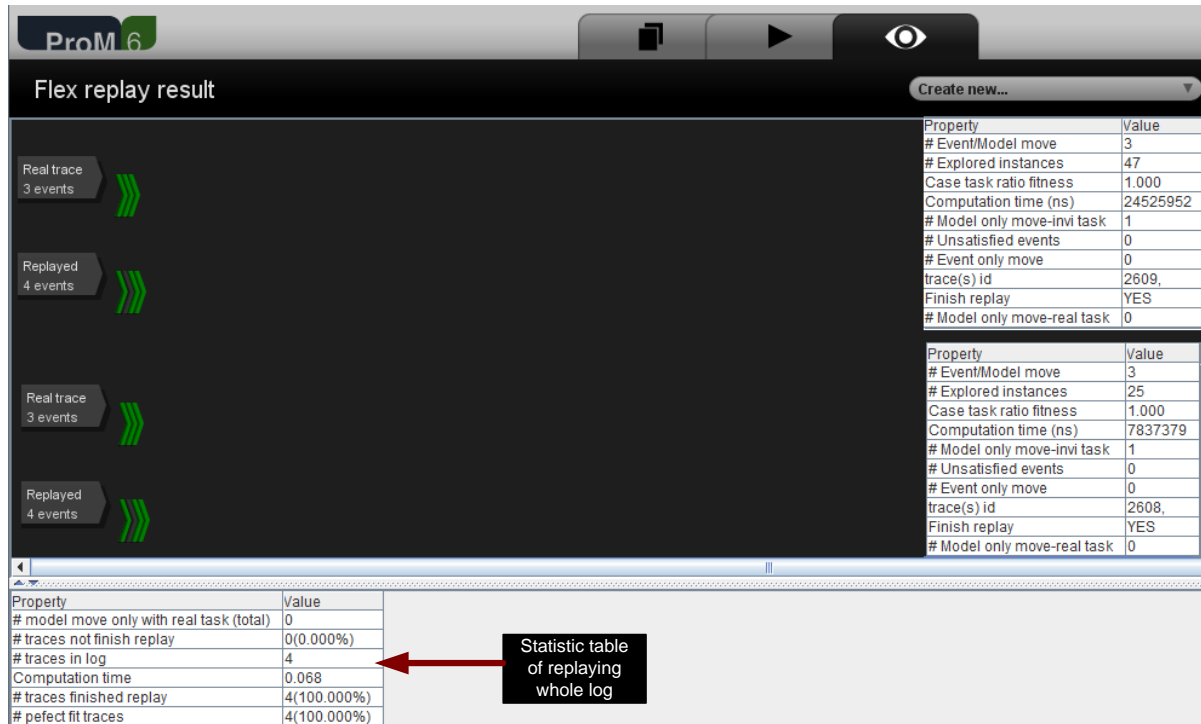 ProM 6
Flex replay result
Create new...
Real trace
3 events
Replayed
4 events
Property Value
# Event/Model move 3
# Explored instances 47
Case task ratio fitness 1.000
Computation time (ns) 24525952
# Model only move-invi task 1
# Unsatisfied events 0
# Event only move 0
trace(s) id 2609,
Finish replay YES
# Model only move-real task 0
Real trace
3 events
Replayed
4 events
Property Value
# Event/Model move 3
# Explored instances 25
Case task ratio fitness 1.000
Computation time (ns) 7837379
# Model only move-invi task 1
# Unsatisfied events 0
# Event only move 0
trace(s) id 2608,
Finish replay YES
# Model only move-real task 0
Property Value
# model move only with real task (total) 0
# traces not finish replay 0(0.000%)
# traces in log 4
Computation time 0.068
# traces finished replay 4(100.000%)
# pefect fit traces 4(100.000%)
Statistic table
of replaying
whole log